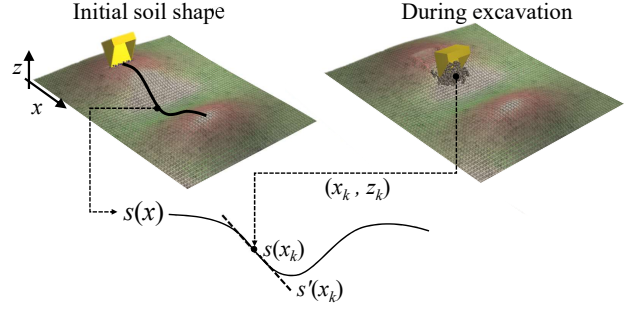 Initial soil shape
During excavation
z
x
(x_k , z_k)
s(x)
s(x_k)
s'(x_k)